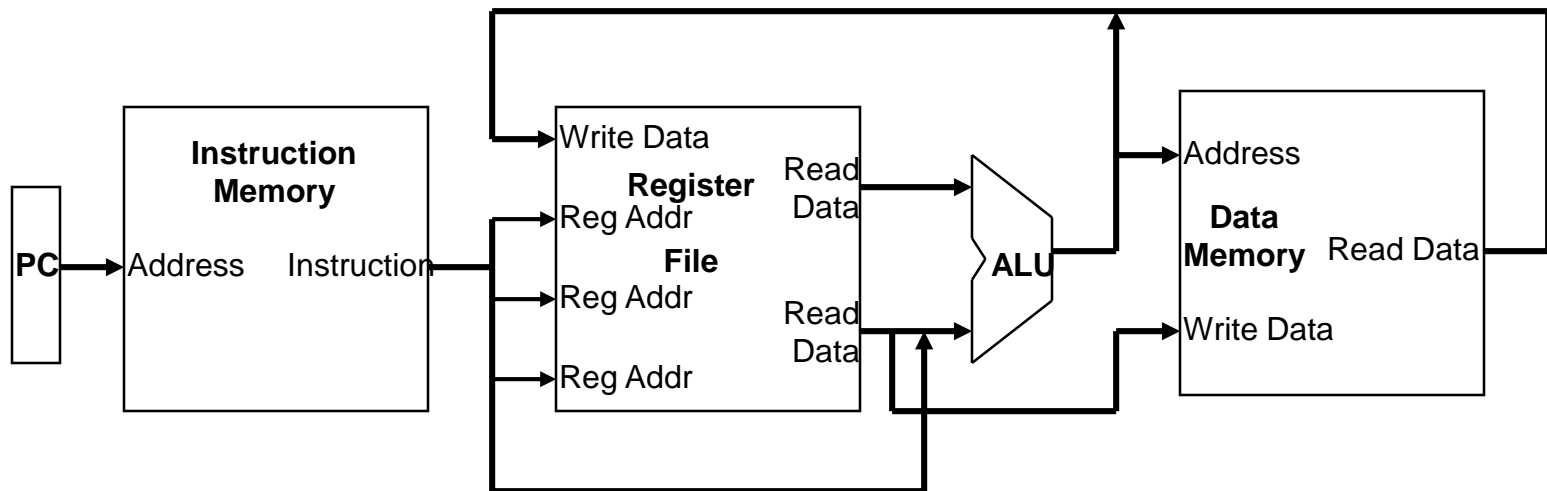 PC
Instruction
Memory
Address
Instruction
Write Data
Register
File
Reg Addr
Reg Addr
Reg Addr
Read
Data
Read
Data
ALU
Address
Data
Memory
Read Data
Write Data